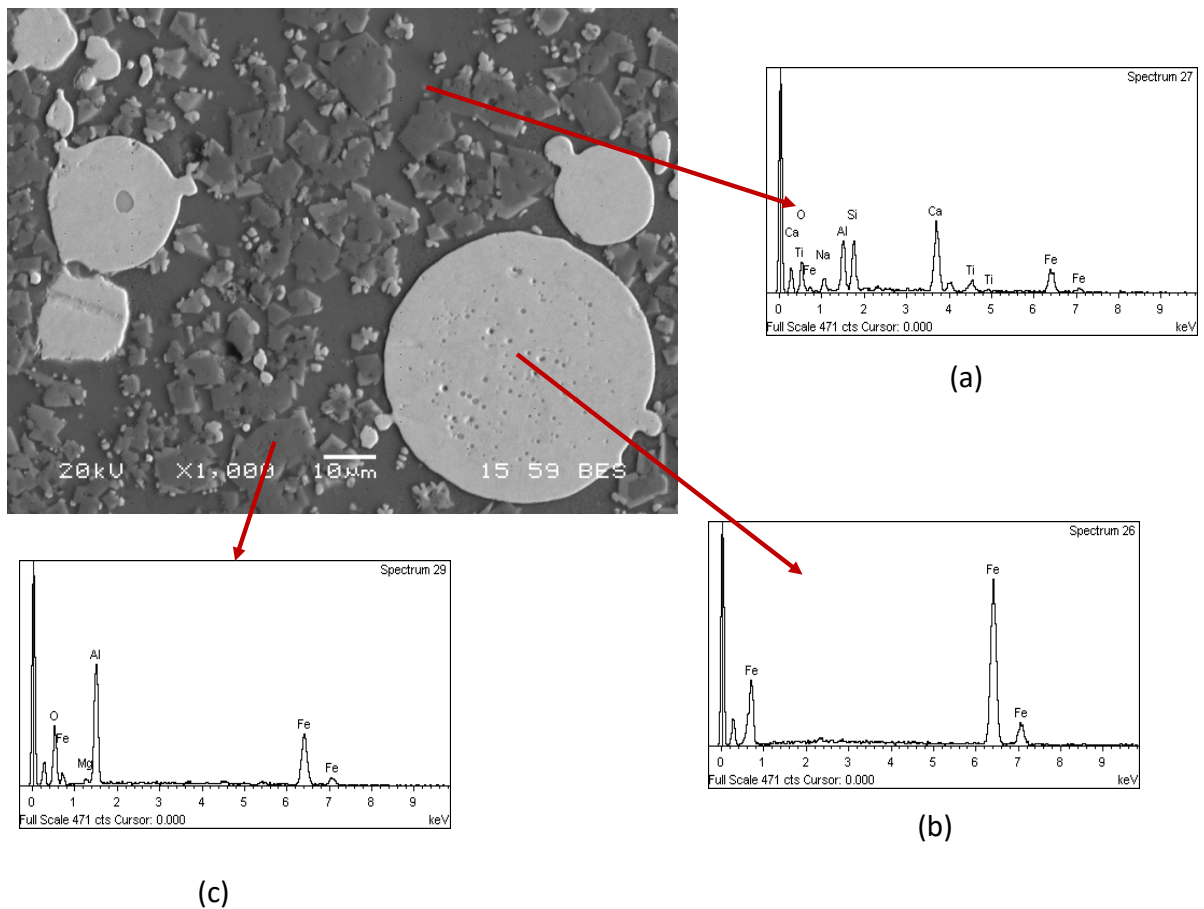 20kV X1,000 10µm 15 59 BES
Spectrum 27
O Si Ca
Ca Al
Ti Na Fe
Fe Ti Ti Fe
0 1 2 3 4 5 6 7 8 9
Full Scale 471 cts Cursor: 0.000 keV
(a)
Spectrum 29
Al
O Fe
Fe
Mg Fe
0 1 2 3 4 5 6 7 8 9
Full Scale 471 cts Cursor: 0.000 keV
(c)
Spectrum 26
Fe
Fe
Fe
0 1 2 3 4 5 6 7 8 9
Full Scale 471 cts Cursor: 0.000 keV
(b)